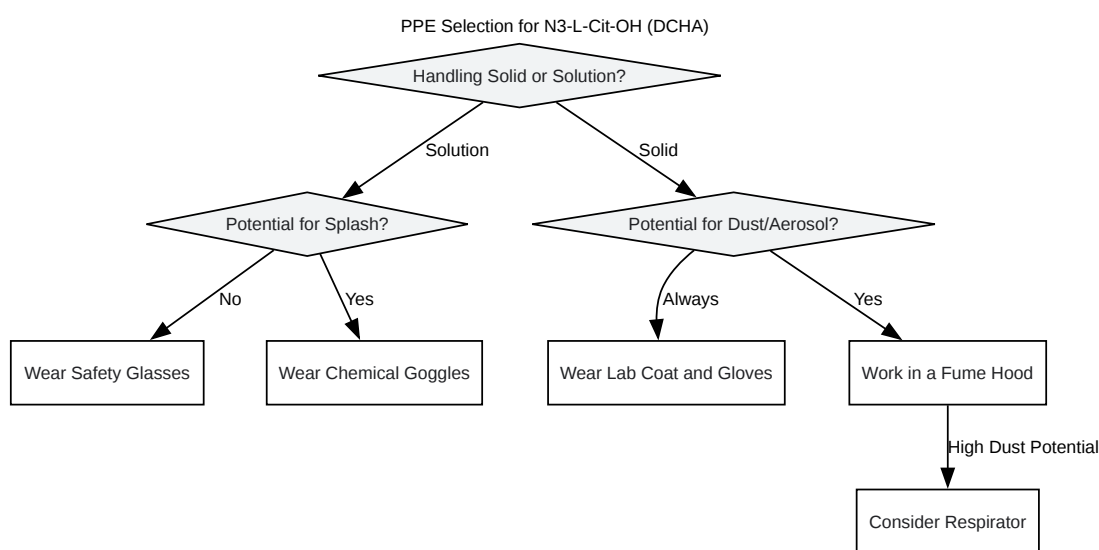 PPE Selection for N3-L-Cit-OH (DCHA)
Handling Solid or Solution?
Solution
Solid
Potential for Splash?
Potential for Dust/Aerosol?
No
Yes
Always
Yes
Wear Safety Glasses
Wear Chemical Goggles
Wear Lab Coat and Gloves
Work in a Fume Hood
High Dust Potential
Consider Respirator